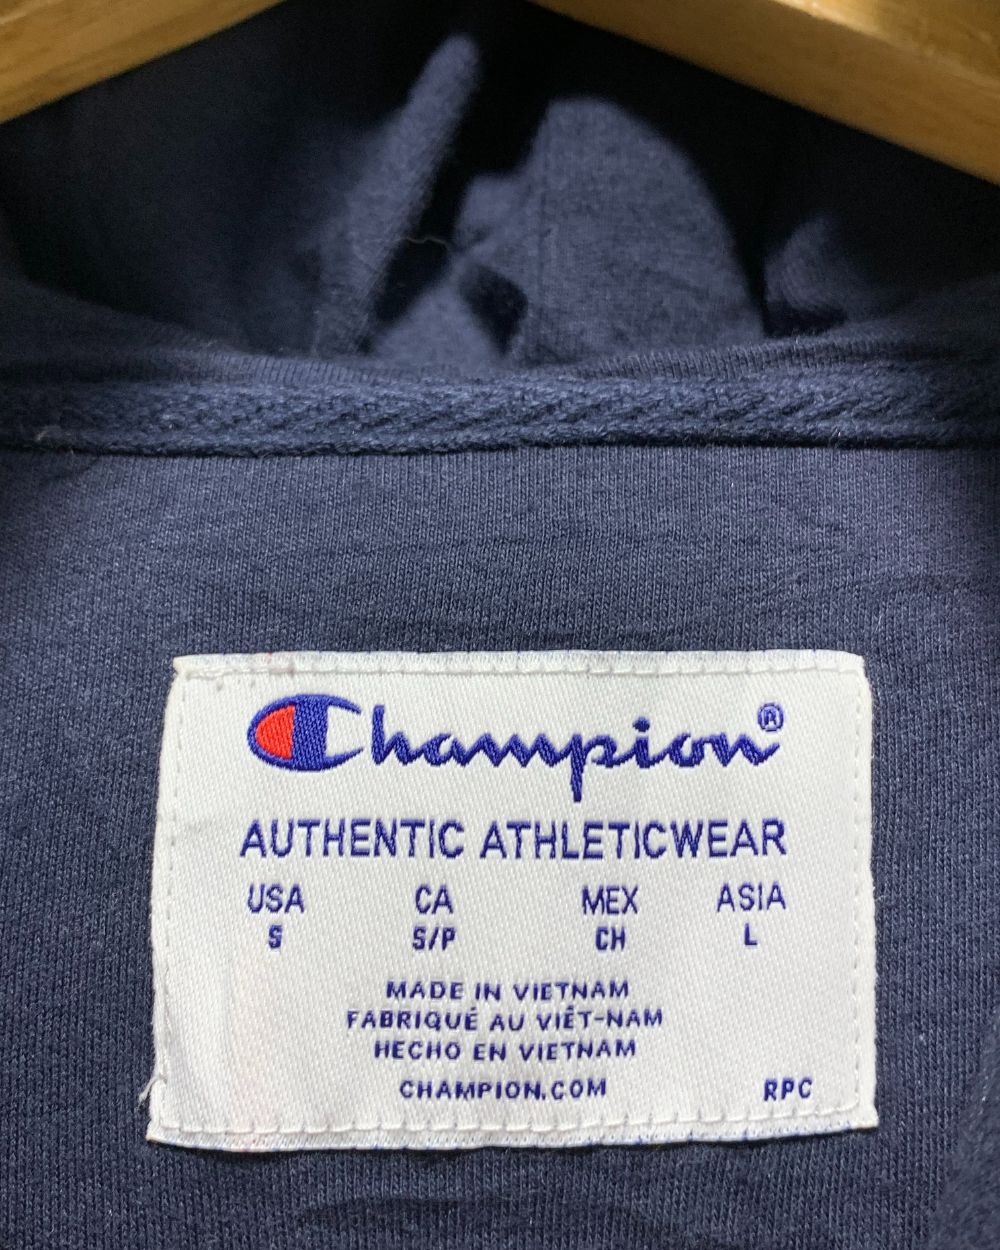 Champion®
AUTHENTIC ATHLETICWEAR
USA CA MEX ASIA
S S/P CH L
MADE IN VIETNAM
FABRIQUÉ AU VIÊT-NAM
HECHO EN VIETNAM
CHAMPION.COM RPC